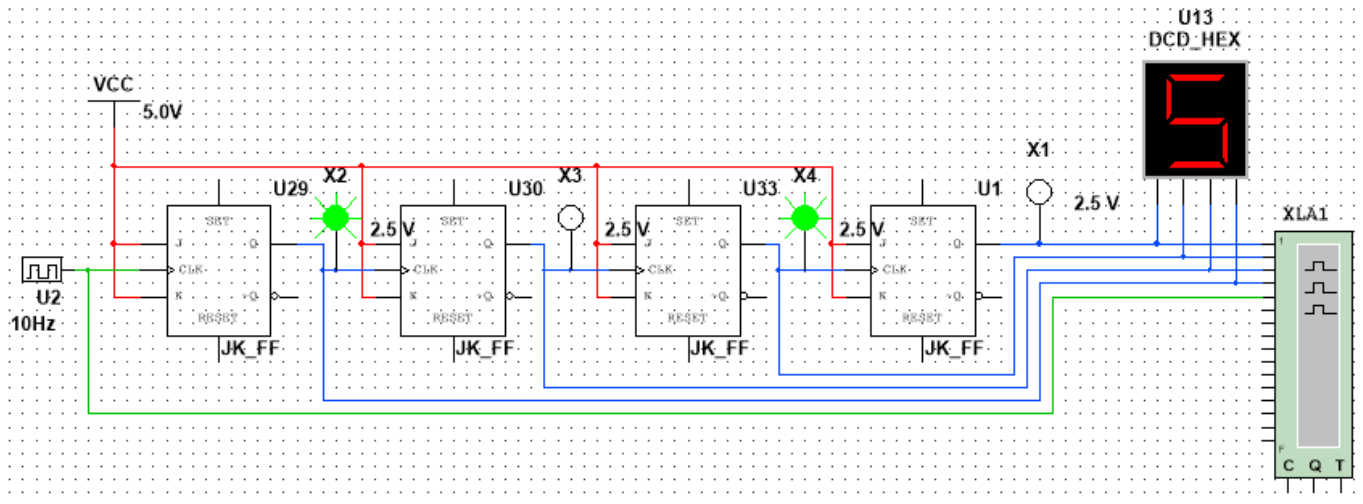 U13
DCD_HEX
5
VCC
5.0V
U29
X2
U30
X3
U33
X4
U1
X1
2.5 V
2.5 V
2.5 V
2.5 V
XLA1
SET
SET
SET
SET
J
Q
J
Q
J
Q
J
Q
1
CLK
CLK
CLK
CLK
U2
10Hz
K
~Q
K
~Q
K
~Q
K
~Q
RESET
RESET
RESET
RESET
JK_FF
JK_FF
JK_FF
JK_FF
F
C Q T